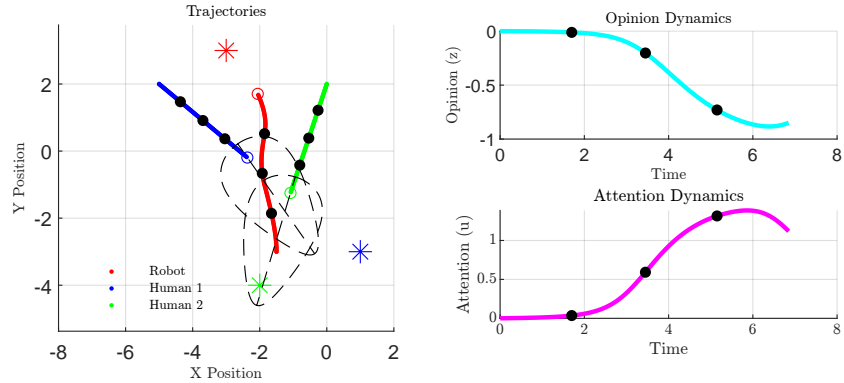 Trajectories
Y Position
2
0
-2
-4
-8
-6
-4
-2
0
2
X Position
Robot
Human 1
Human 2
Opinion Dynamics
Opinion (z)
0
-0.5
-1
0
2
4
6
8
Time
Attention Dynamics
Attention (u)
1
0.5
0
0
2
4
6
8
Time